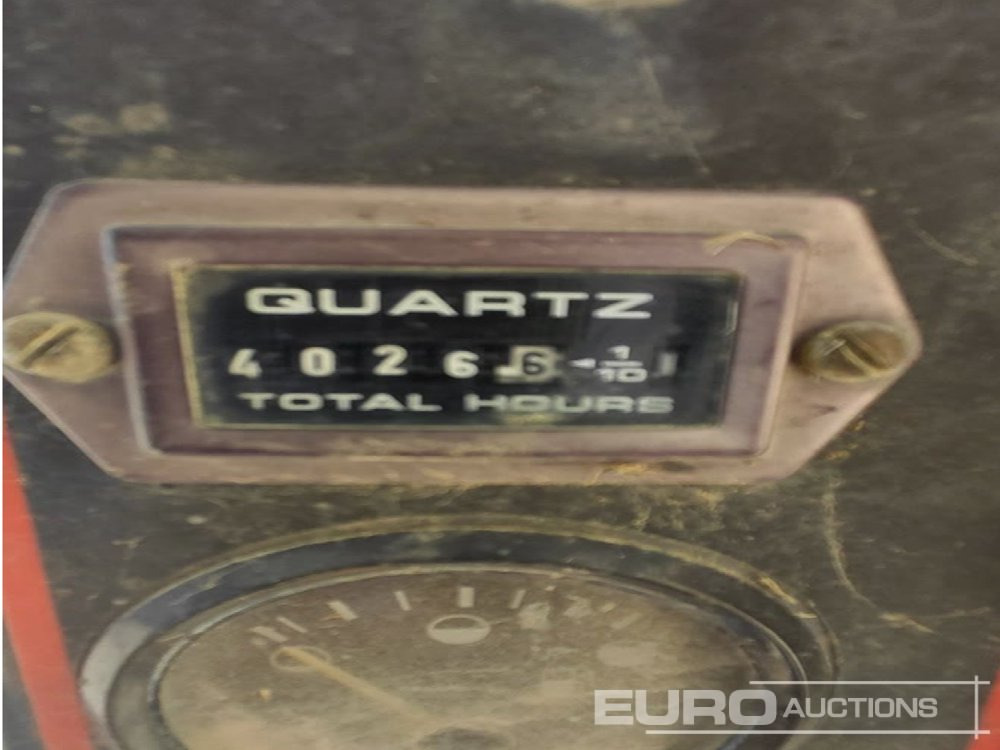 QUARTZ
4 0 2 6 .6 ◄ 1/10
TOTAL HOURS
EURO AUCTIONS